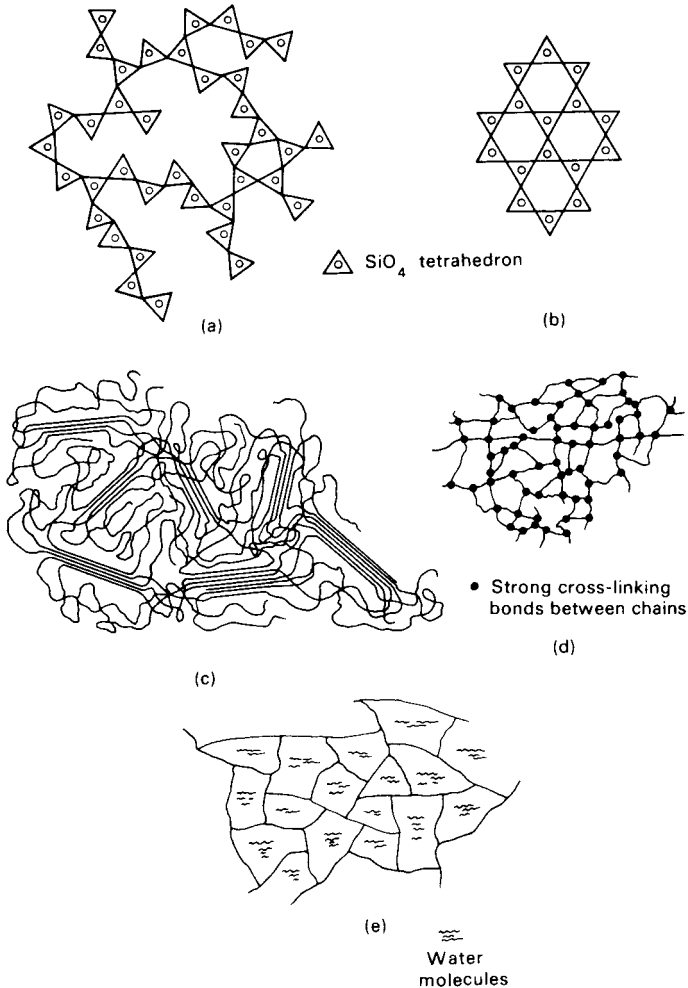 SiO4 tetrahedron
(a)
(b)
Strong cross-linking
bonds between chains
(c)
(d)
(e)
Water
molecules